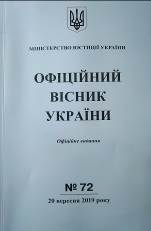 МІНІСТЕРСТВО ЮСТИЦІЇ УКРАЇНИ
ОФІЦІЙНИЙ
ВІСНИК
УКРАЇНИ
Офіційне видання
№ 72
20 вересня 2019 року